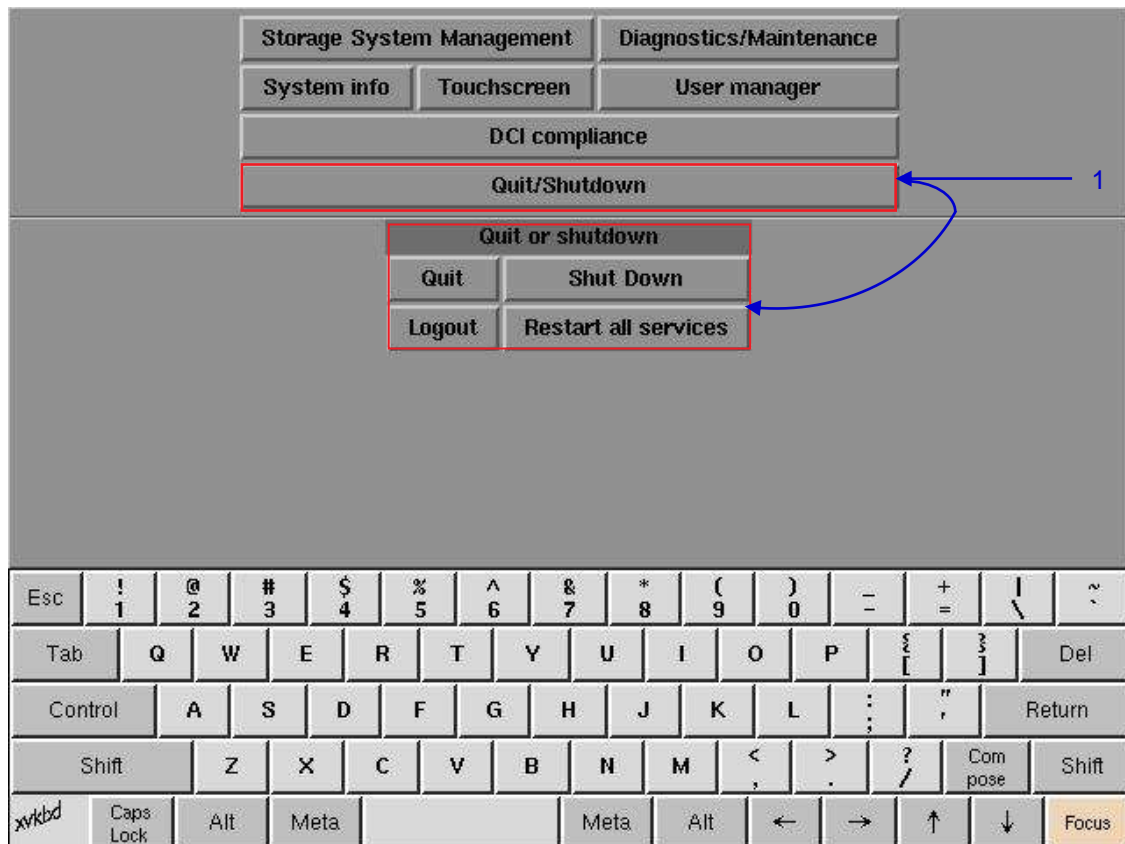 Storage System Management Diagnostics/Maintenance
System info Touchscreen User manager
DCI compliance
Quit/Shutdown 1
Quit or shutdown
Quit Shut Down
Logout Restart all services
Esc ! 1 @ 2 # 3 $ 4 % 5 ^ 6 & 7 * 8 ( 9 ) 0 _ - + = | \ ~ `
Tab Q W E R T Y U I O P { [ } ] Del
Control A S D F G H J K L : ; " ' Return
Shift Z X C V B N M < , > . ? / Com pose Shift
xvkbd Caps Lock Alt Meta Meta Alt ← → ↑ ↓ Focus